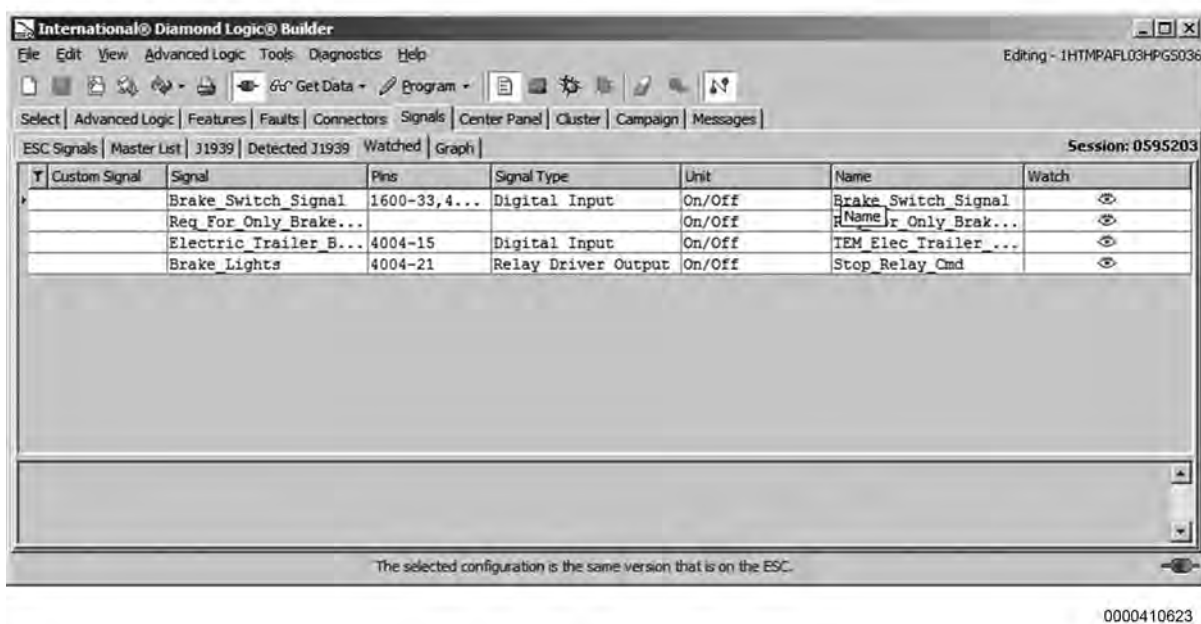 International® Diamond Logic® Builder
File Edit View Advanced Logic Tools Diagnostics Help Editing - 1HTMPAFL03HPG5036
Get Data Program
Select Advanced Logic Features Faults Connectors Signals Center Panel Cluster Campaign Messages
ESC Signals Master List J1939 Detected J1939 Watched Graph Session: 0595203
Custom Signal Signal Pins Signal Type Unit Name Watch
Brake_Switch_Signal 1600-33,4... Digital Input On/Off Brake_Switch_Signal
Req_For_Only_Brake... On/Off Name r_Only_Brak...
Electric_Trailer_B... 4004-15 Digital Input On/Off TEM_Elec_Trailer_...
Brake_Lights 4004-21 Relay Driver Output On/Off Stop_Relay_Cmd
The selected configuration is the same version that is on the ESC.
0000410623